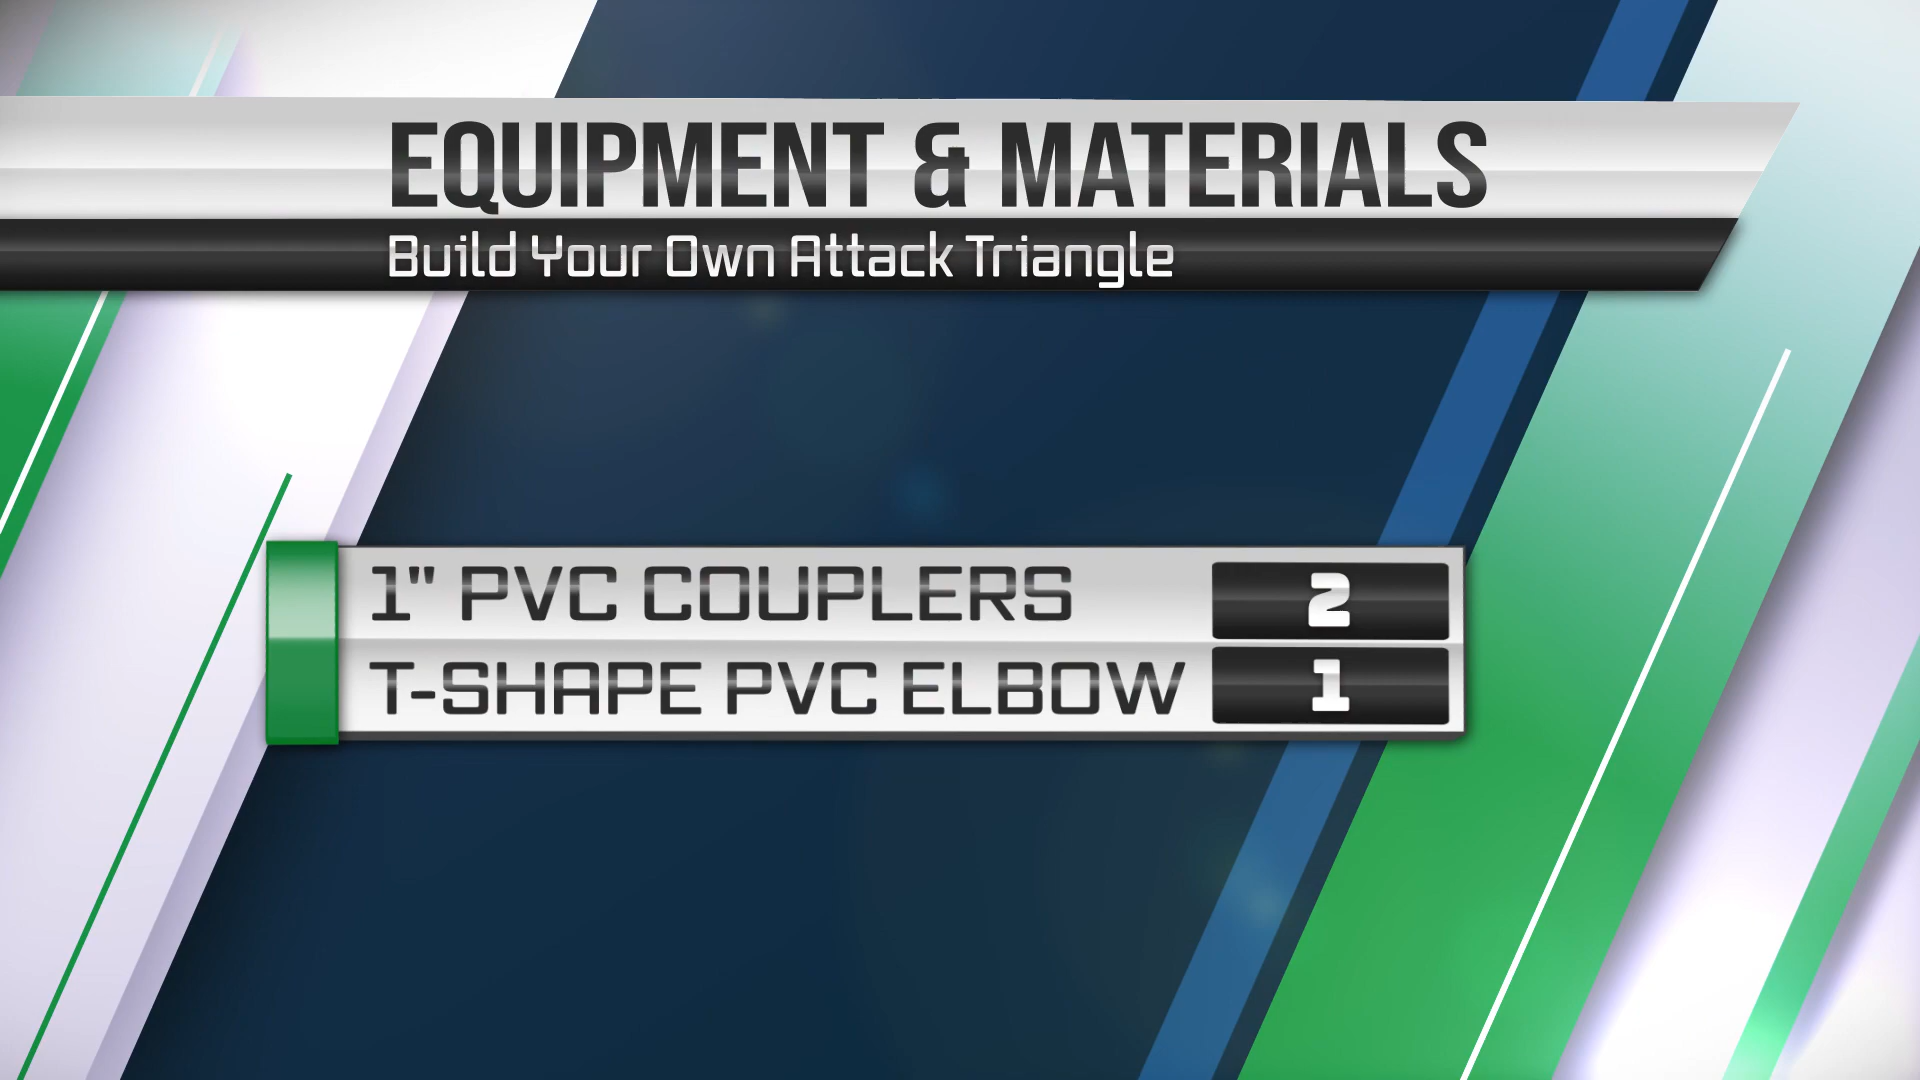 EQUIPMENT & MATERIALS
Build Your Own Attack Triangle
1" PVC COUPLERS 2
T-SHAPE PVC ELBOW 1